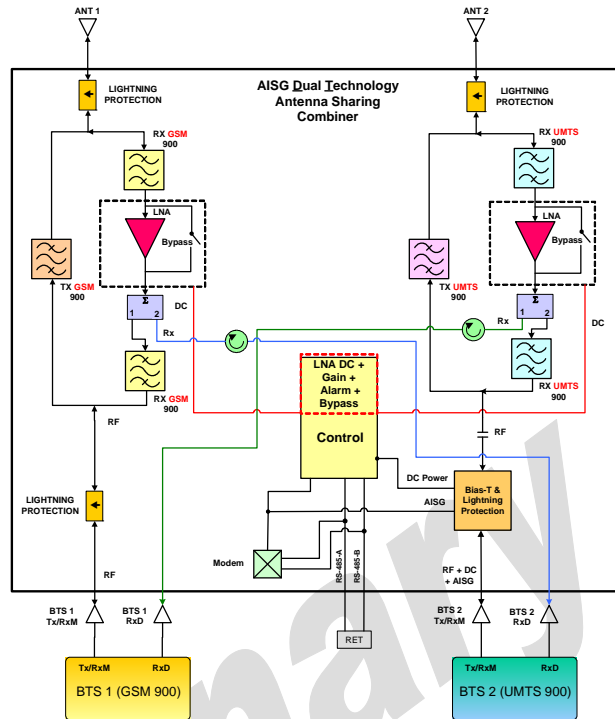 ANT 1
ANT 2
LIGHTNING
PROTECTION
AISG Dual Technology
Antenna Sharing
Combiner
LIGHTNING
PROTECTION
RX GSM
900
RX UMTS
900
LNA
Bypass
LNA
Bypass
TX GSM
900
TX UMTS
900
Σ
1 2
DC
Rx
Rx
Σ
1 2
DC
RX GSM
900
RX UMTS
900
LNA DC +
Gain +
Alarm +
Bypass
Control
RF
RF
DC Power
AISG
Bias-T &
Lightning
Protection
LIGHTNING
PROTECTION
Modem
RS-485-A
RS-485-B
RF
RF + DC
+ AISG
BTS 1
Tx/RxM
BTS 1
RxD
RET
BTS 2
Tx/RxM
BTS 2
RxD
Tx/RxM
RxD
BTS 1 (GSM 900)
Tx/RxM
RxD
BTS 2 (UMTS 900)
nary